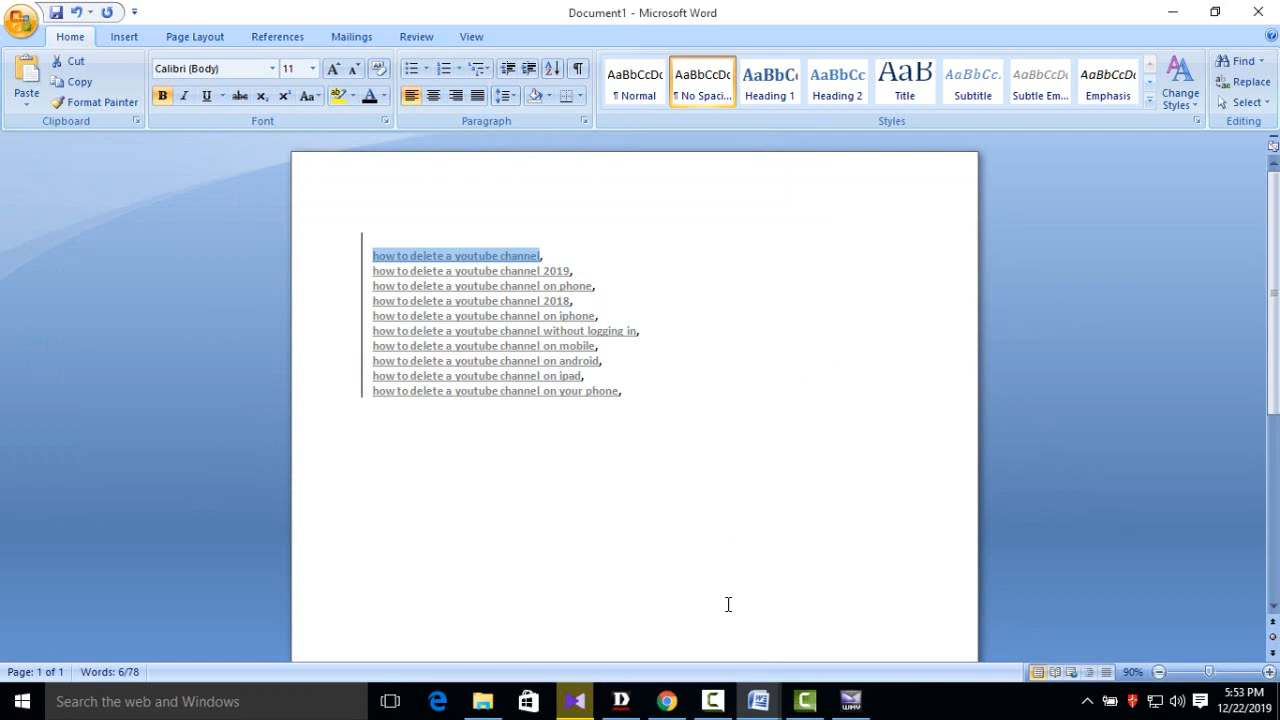 Document1 - Microsoft Word
Home Insert Page Layout References Mailings Review View
Paste
Cut
Copy
Format Painter
Clipboard
Calibri (Body) 11
Font
Paragraph
AaBbCcDc AaBbCcDc AaBbCc AaBbCc AaB AaBbCc. AaBbCcDc AaBbCcDc
¶ Normal ¶ No Spaci... Heading 1 Heading 2 Title Subtitle Subtle Em... Emphasis
Change Styles
Styles
Find
Replace
Select
Editing
how to delete a youtube channel,
how to delete a youtube channel 2019,
how to delete a youtube channel on phone,
how to delete a youtube channel 2018,
how to delete a youtube channel on iphone,
how to delete a youtube channel without logging in,
how to delete a youtube channel on mobile,
how to delete a youtube channel on android,
how to delete a youtube channel on ipad,
how to delete a youtube channel on your phone,
Page: 1 of 1 Words: 6/78 90%
Search the web and Windows
5:53 PM
12/22/2019